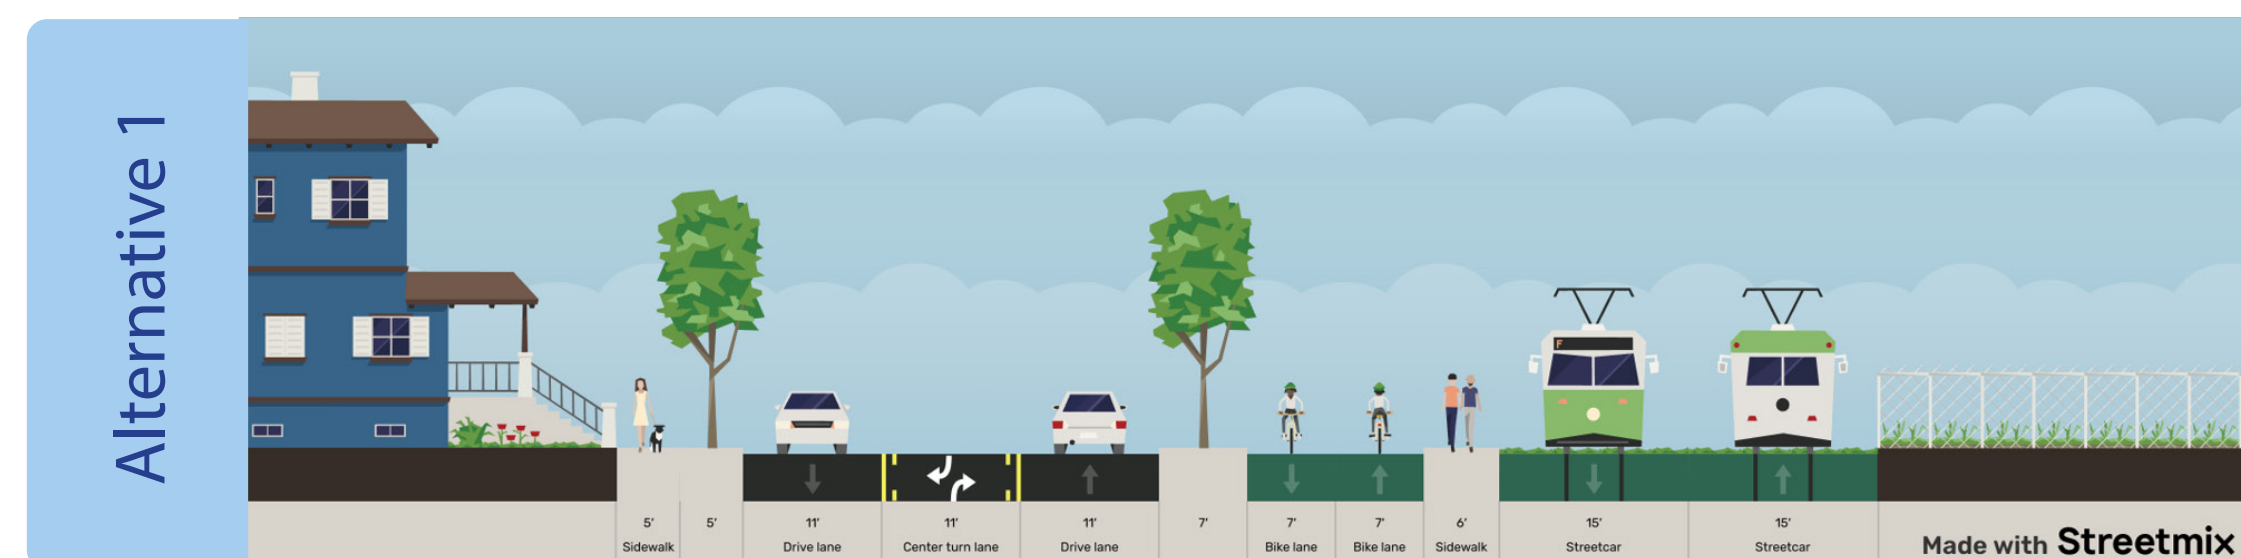 Alternative 1
F
5'
Sidewalk
5'
11'
Drive lane
11'
Center turn lane
11'
Drive lane
7'
7'
Bike lane
7'
Bike lane
6'
Sidewalk
15'
Streetcar
15'
Streetcar
Made with Streetmix